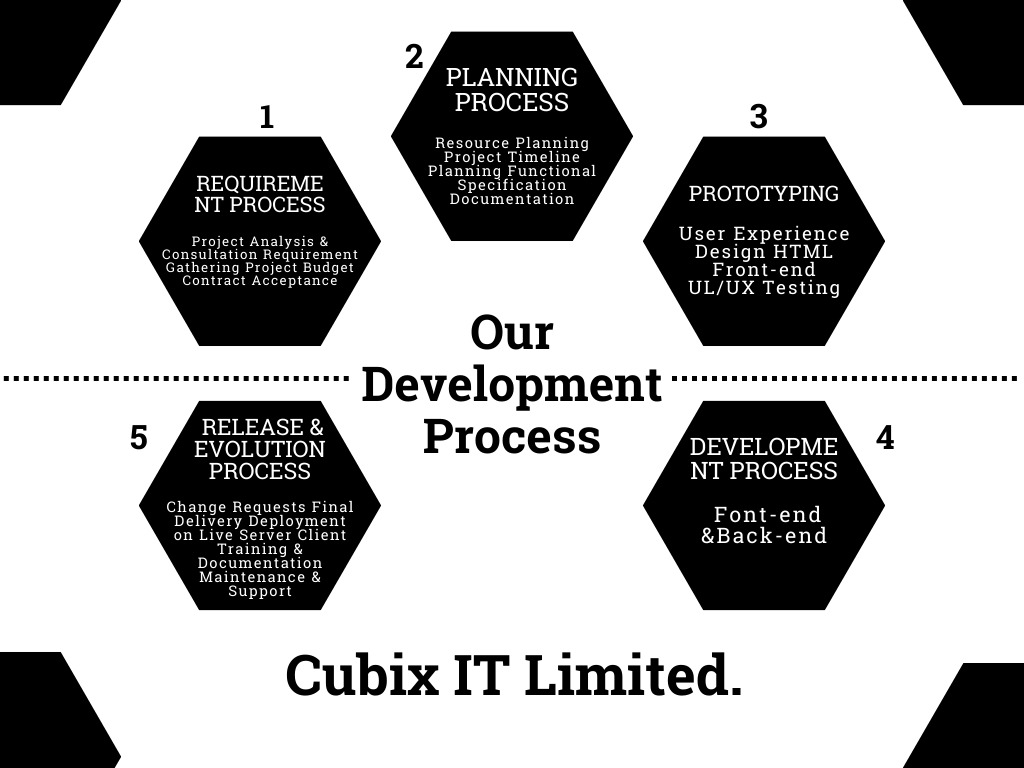 1
REQUIREME
NT PROCESS
Project Analysis &
Consultation Requirement
Gathering Project Budget
Contract Acceptance
2
PLANNING
PROCESS
Resource Planning
Project Timeline
Planning Functional
Specification
Documentation
3
PROTOTYPING
User Experience
Design HTML
Front-end
UL/UX Testing
Our
Development
Process
4
DEVELOPME
NT PROCESS
Font-end
&Back-end
5
RELEASE &
EVOLUTION
PROCESS
Change Requests Final
Delivery Deployment
on Live Server Client
Training &
Documentation
Maintenance &
Support
Cubix IT Limited.